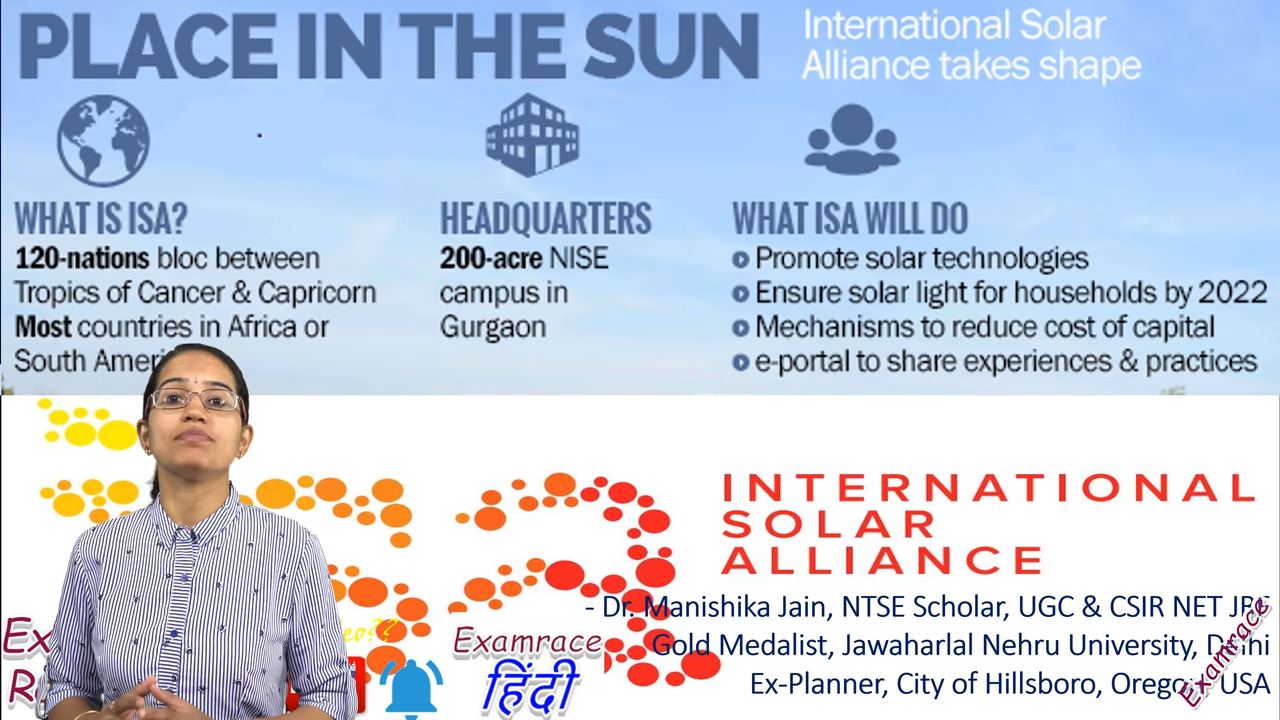 PLACE IN THE SUN
International Solar
Alliance takes shape
WHAT IS ISA?
120-nations bloc between
Tropics of Cancer & Capricorn
Most countries in Africa or
South
HEADQUARTERS
200-acre NISE
campus in
Gurgaon
WHAT ISA WILL DO
Promote solar technologies
Ensure solar light for households by 2022
Mechanisms to reduce cost of capital
e-portal to share experiences & practices
INTERNATIONAL
SOLAR
ALLIANCE
- Dr. Manishika Jain, NTSE Scholar, UGC & CSIR NET
Gold Medalist, Jawaharlal Nehru University,
Ex-Planner, City of Hillsboro, USA
Examrace
हिंदी
Examrace